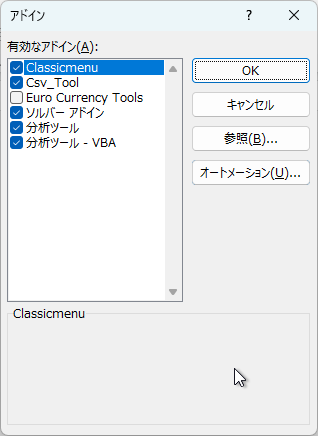 アドイン
有効なアドイン(A):
Classicmenu
Csv_Tool
Euro Currency Tools
ソルバー アドイン
分析ツール
分析ツール - VBA
OK
キャンセル
参照(B)...
オートメーション(U)...
Classicmenu